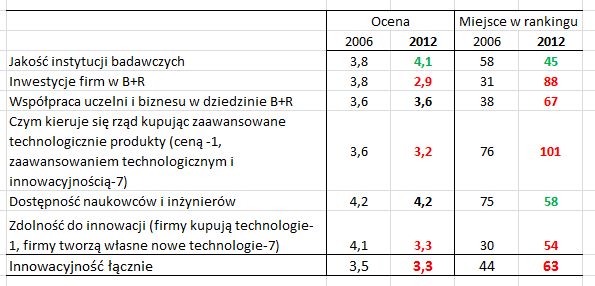 Ocena Miejsce w rankingu
2006 2012 2006 2012
Jakość instytucji badawczych 3,8 4,1 58 45
Inwestycje firm w B+R 3,8 2,9 31 88
Współpraca uczelni i biznesu w dziedzinie B+R 3,6 3,6 38 67
Czym kieruje się rząd kupując zaawansowane
technologicznie produkty (ceną -1,
zaawansowaniem technologicznym i
innowacyjnością-7) 3,6 3,2 76 101
Dostępność naukowców i inżynierów 4,2 4,2 75 58
Zdolność do innowacji (firmy kupują technologie-
1, firmy tworzą własne nowe technologie-7) 4,1 3,3 30 54
Innowacyjność łącznie 3,5 3,3 44 63